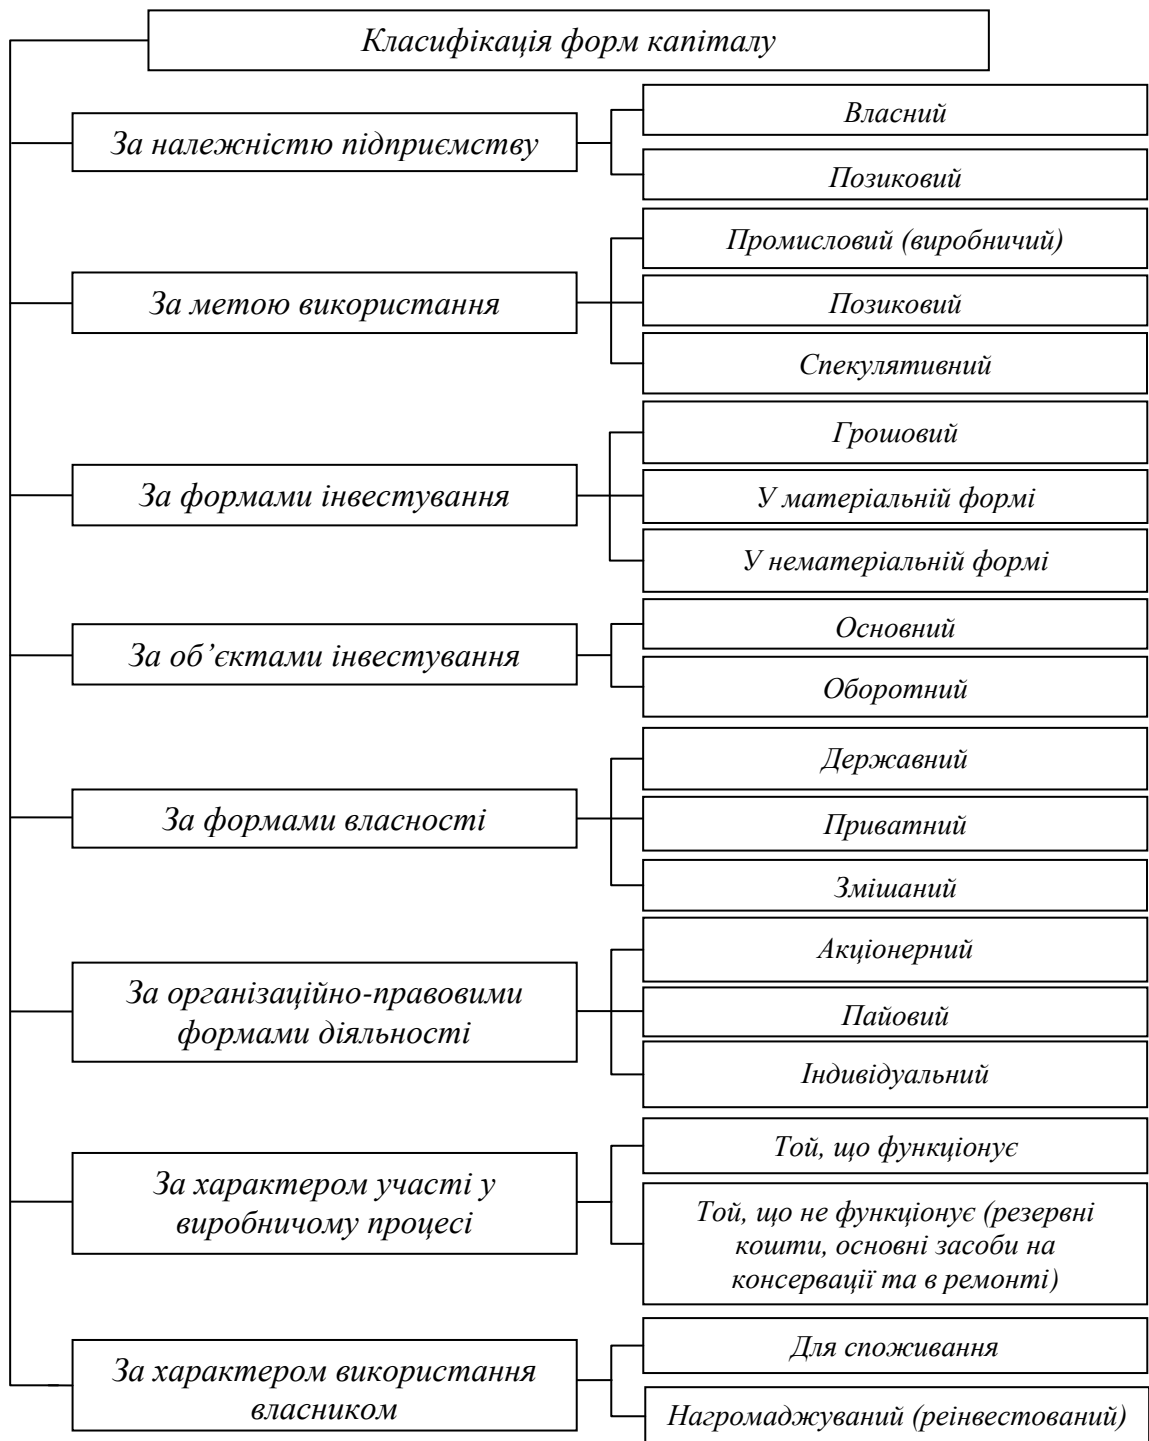 Класифікація форм капіталу
За належністю підприємству
Власний
Позиковий
За метою використання
Промисловий (виробничий)
Позиковий
Спекулятивний
За формами інвестування
Грошовий
У матеріальній формі
У нематеріальній формі
За об’єктами інвестування
Основний
Оборотний
За формами власності
Державний
Приватний
Змішаний
За організаційно-правовими
формами діяльності
Акціонерний
Пайовий
Індивідуальний
За характером участі у
виробничому процесі
Той, що функціонує
Той, що не функціонує (резервні
кошти, основні засоби на
консервації та в ремонті)
За характером використання
власником
Для споживання
Нагромаджуваний (реінвестований)